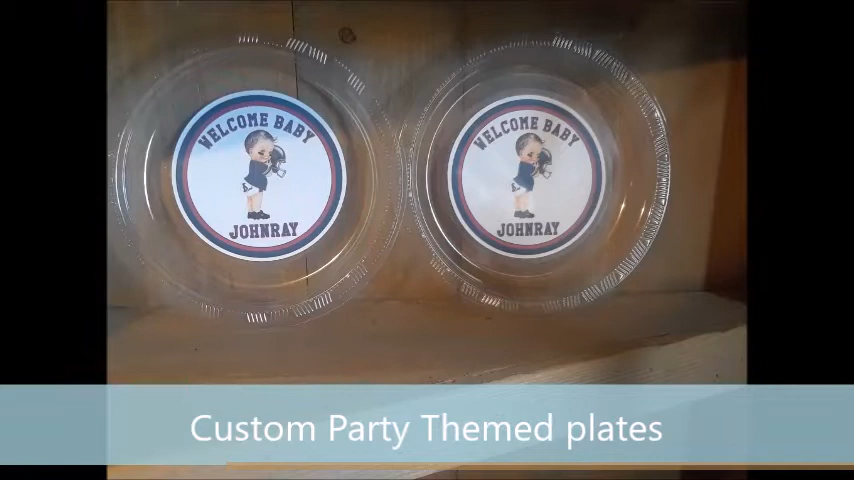 WELCOME BABY
JOHNRAY
WELCOME BABY
JOHNRAY
Custom Party Themed plates